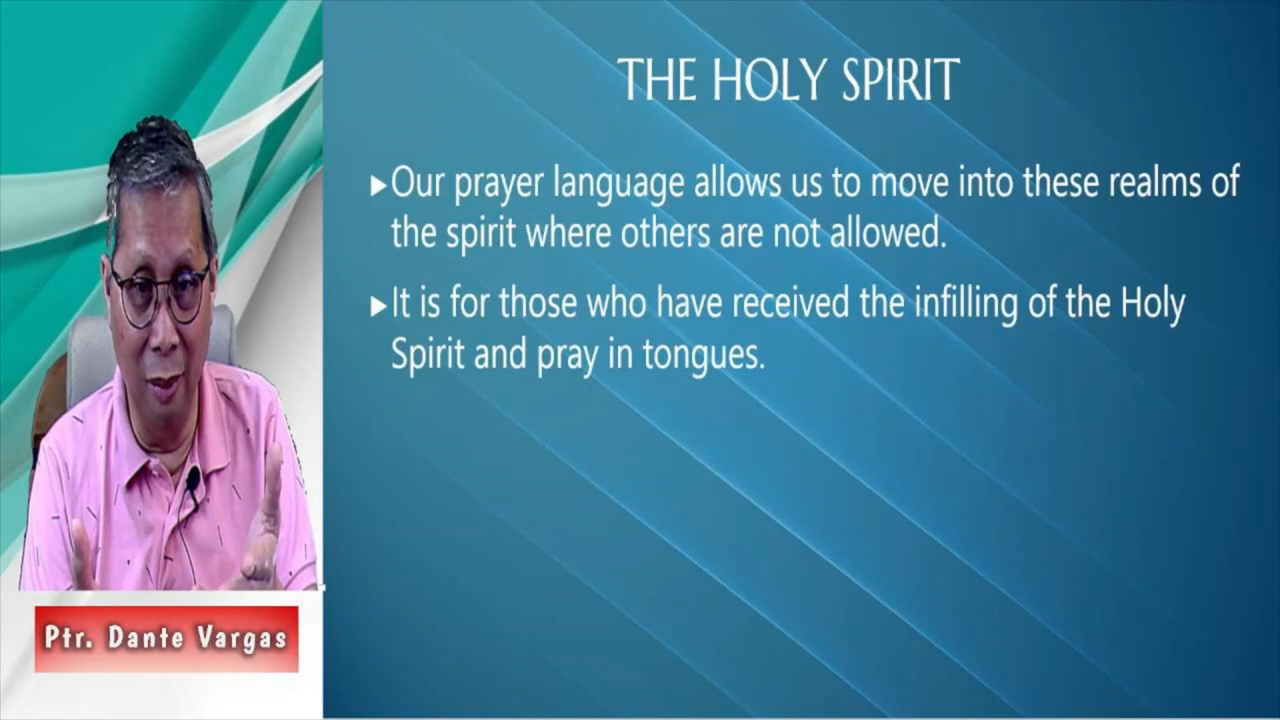 THE HOLY SPIRIT
▶Our prayer language allows us to move into these realms of
the spirit where others are not allowed.
▶It is for those who have received the infilling of the Holy
Spirit and pray in tongues.
Ptr. Dante Vargas